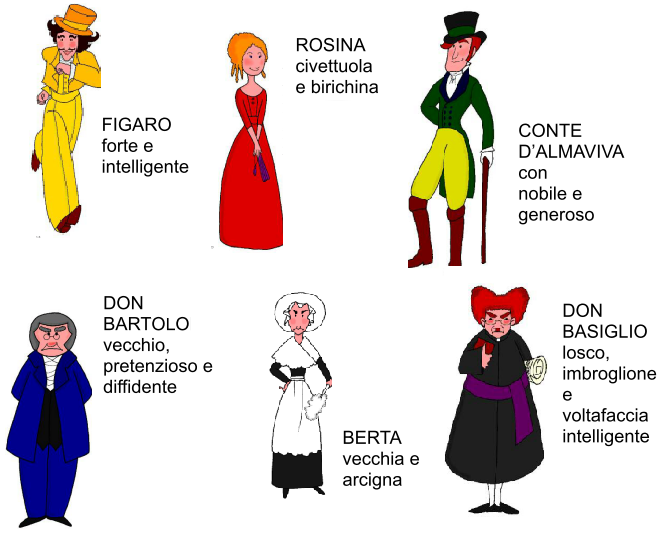 FIGARO
forte e
intelligente
ROSINA
civettuola
e birichina
CONTE
D'ALMAVIVA
con
nobile e
generoso
DON
BARTOLO
vecchio,
pretenzioso e
diffidente
BERTA
vecchia e
arcigna
DON
BASIGLIO
losco,
imbroglione
e
voltafaccia
intelligente